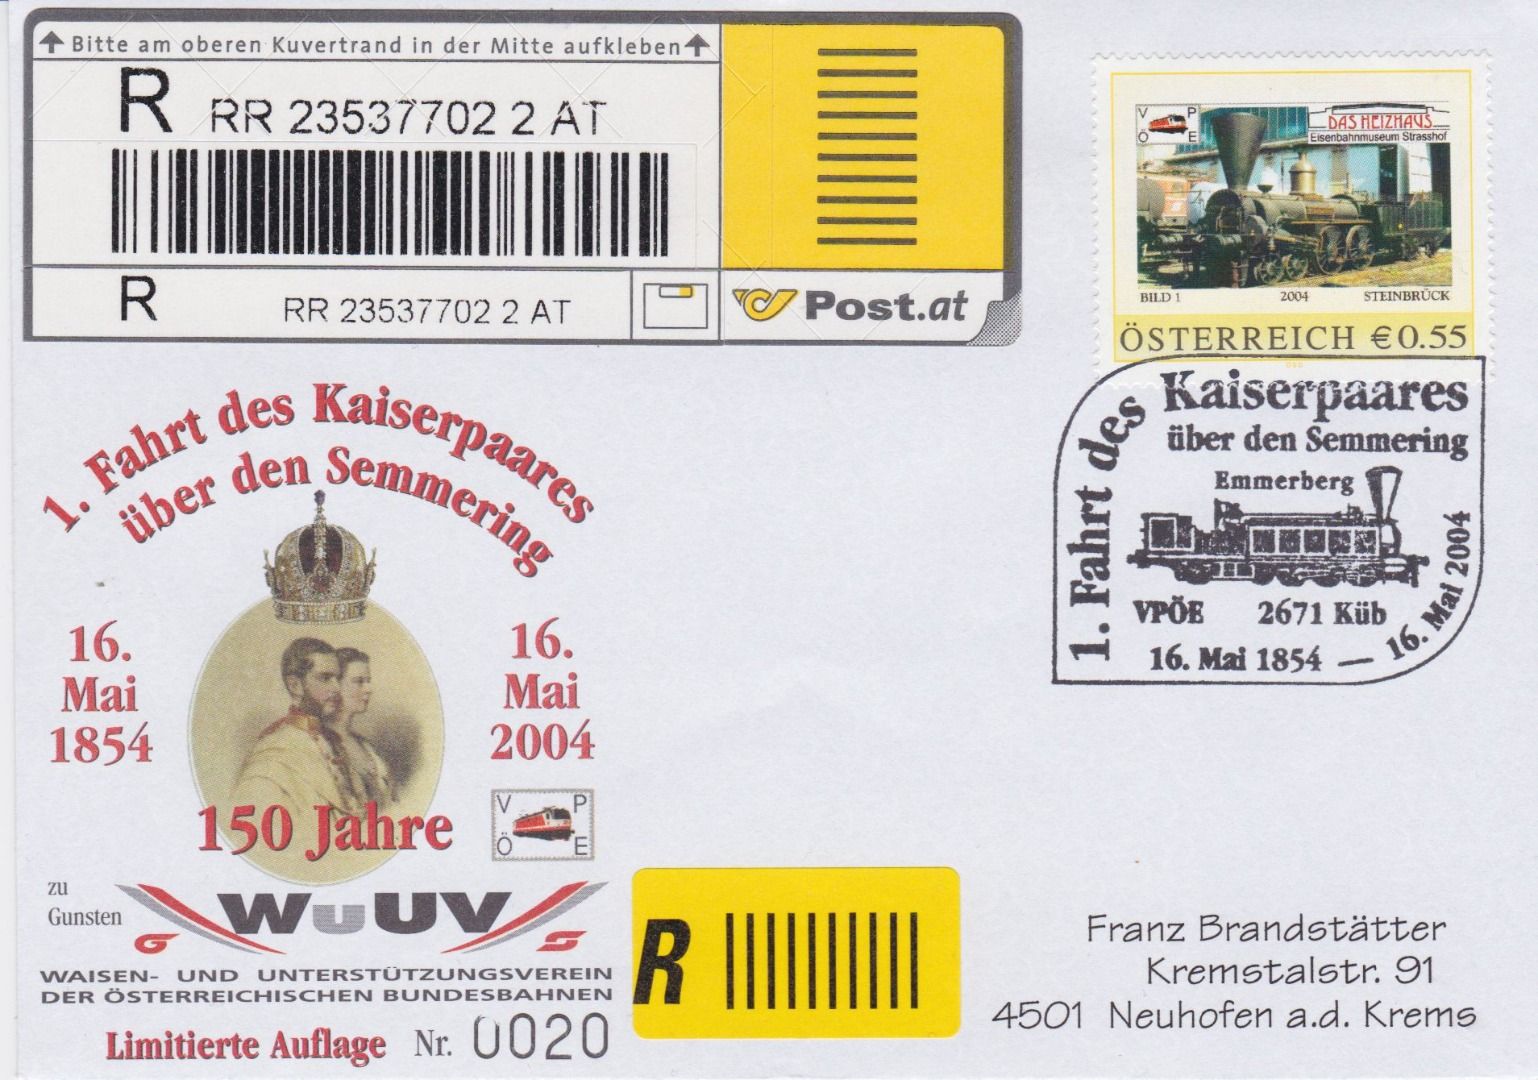 Bitte am oberen Kuvertrand in der Mitte aufkleben
R RR 23537702 2 AT
R RR 23537702 2 AT
Post.at
V P
Ö E
DAS HEIZHAUS
Eisenbahnmuseum Strasshof
BILD 1 2004 STEINBRÜCK
ÖSTERREICH € 0.55
1. Fahrt des Kaiserpaares
über den Semmering
Emmerberg
VPÖE 2671 Küb
16. Mai 1854 — 16. Mai 2004
1. Fahrt des Kaiserpaares
über den Semmering
16.
Mai
1854
16.
Mai
2004
150 Jahre
V P
Ö E
zu
Gunsten
WuUV
G S
WAISEN- UND UNTERSTÜTZUNGSVEREIN
DER ÖSTERREICHISCHEN BUNDESBAHNEN
Limitierte Auflage Nr. 0020
R
Franz Brandstätter
Kremstalstr. 91
4501 Neuhofen a.d. Krems